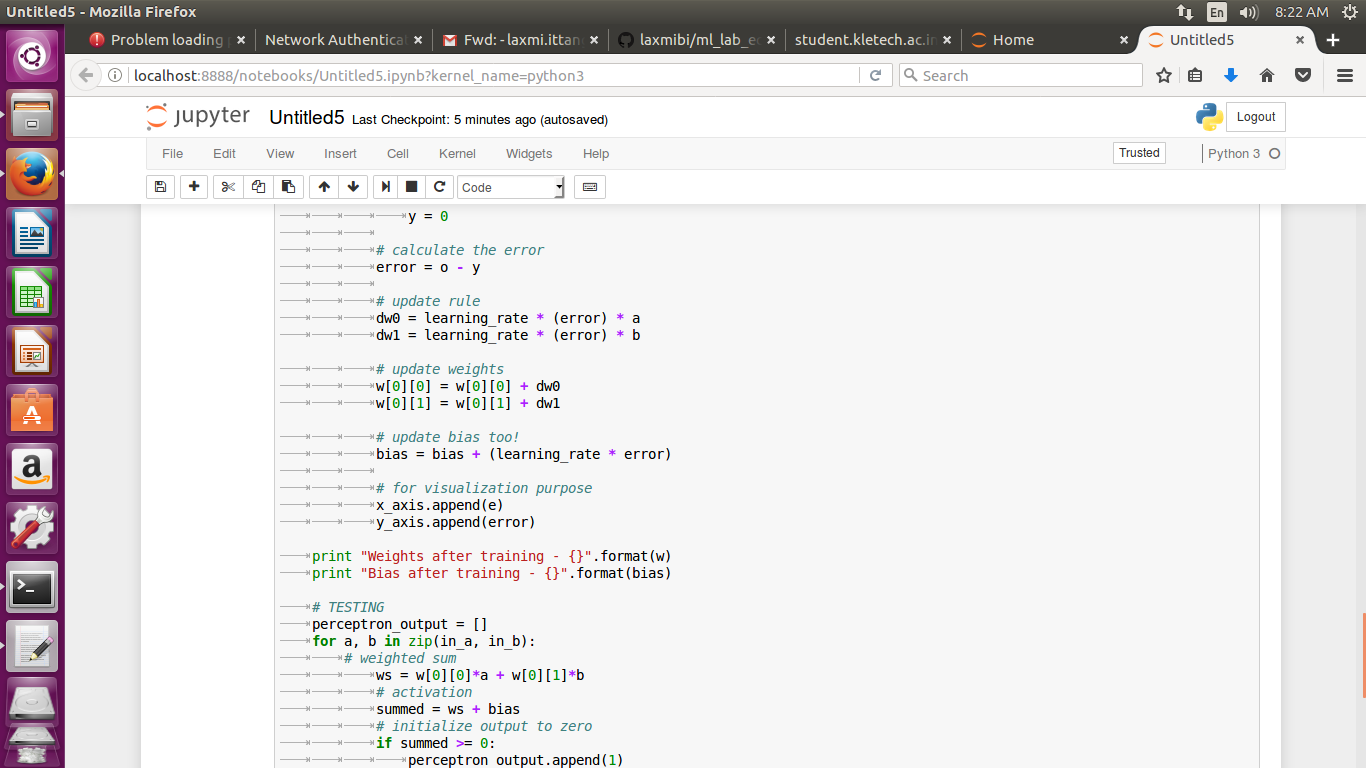 Untitled5 - Mozilla Firefox
En
8:22 AM
Problem loading p
Network Authentica
Fwd: - laxmi.ittan
laxmibi/ml_lab_e
student.kletech.ac.i
Home
Untitled5
localhost:8888/notebooks/Untitled5.ipynb?kernel_name=python3
Search
jupyter
Untitled5 Last Checkpoint: 5 minutes ago (autosaved)
Logout
File Edit View Insert Cell Kernel Widgets Help
Trusted
Python 3
Code
y = 0
# calculate the error
error = o - y
# update rule
dw0 = learning_rate * (error) * a
dw1 = learning_rate * (error) * b
# update weights
w[0][0] = w[0][0] + dw0
w[0][1] = w[0][1] + dw1
# update bias too!
bias = bias + (learning_rate * error)
# for visualization purpose
x_axis.append(e)
y_axis.append(error)
print "Weights after training - {}".format(w)
print "Bias after training - {}".format(bias)
# TESTING
perceptron_output = []
for a, b in zip(in_a, in_b):
# weighted sum
ws = w[0][0]*a + w[0][1]*b
# activation
summed = ws + bias
# initialize output to zero
if summed >= 0:
perceptron_output.append(1)